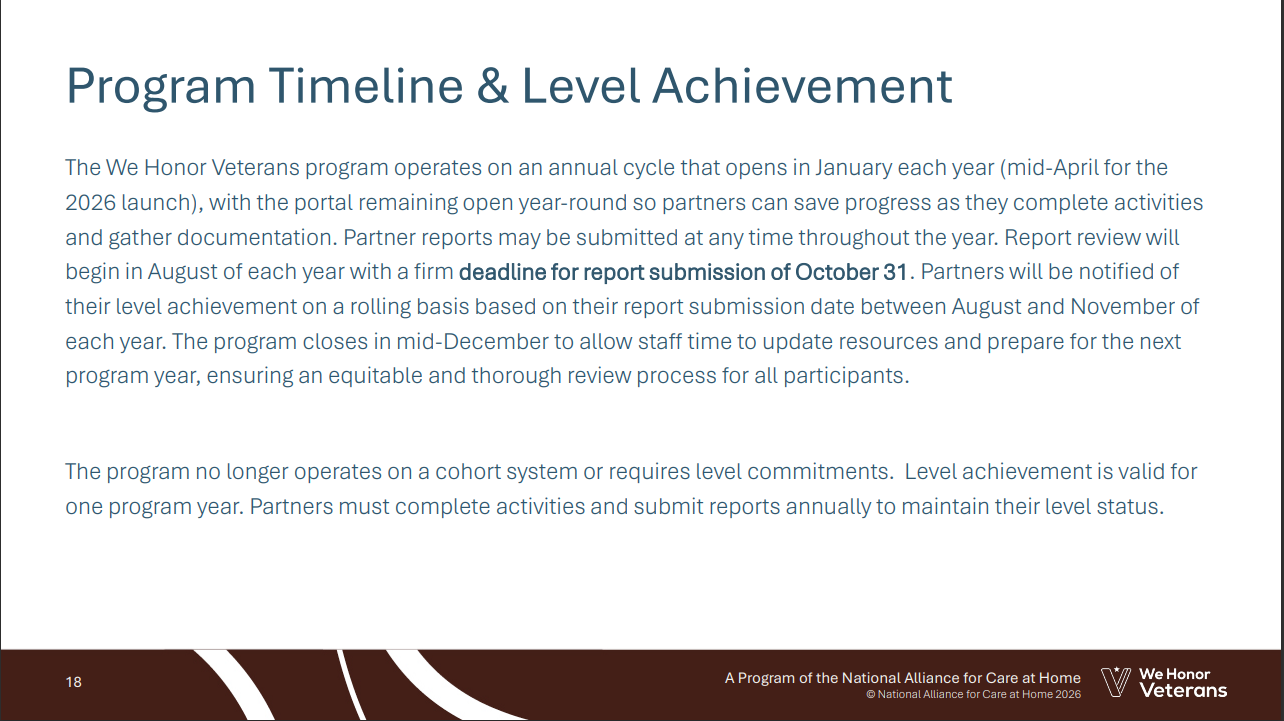 Program Timeline & Level Achievement
The We Honor Veterans program operates on an annual cycle that opens in January each year (mid-April for the
2026 launch), with the portal remaining open year-round so partners can save progress as they complete activities
and gather documentation. Partner reports may be submitted at any time throughout the year. Report review will
begin in August of each year with a firm deadline for report submission of October 31. Partners will be notified of
their level achievement on a rolling basis based on their report submission date between August and November of
each year. The program closes in mid-December to allow staff time to update resources and prepare for the next
program year, ensuring an equitable and thorough review process for all participants.
The program no longer operates on a cohort system or requires level commitments.  Level achievement is valid for
one program year. Partners must complete activities and submit reports annually to maintain their level status.
18
A Program of the National Alliance for Care at Home
© National Alliance for Care at Home 2026
We Honor
Veterans